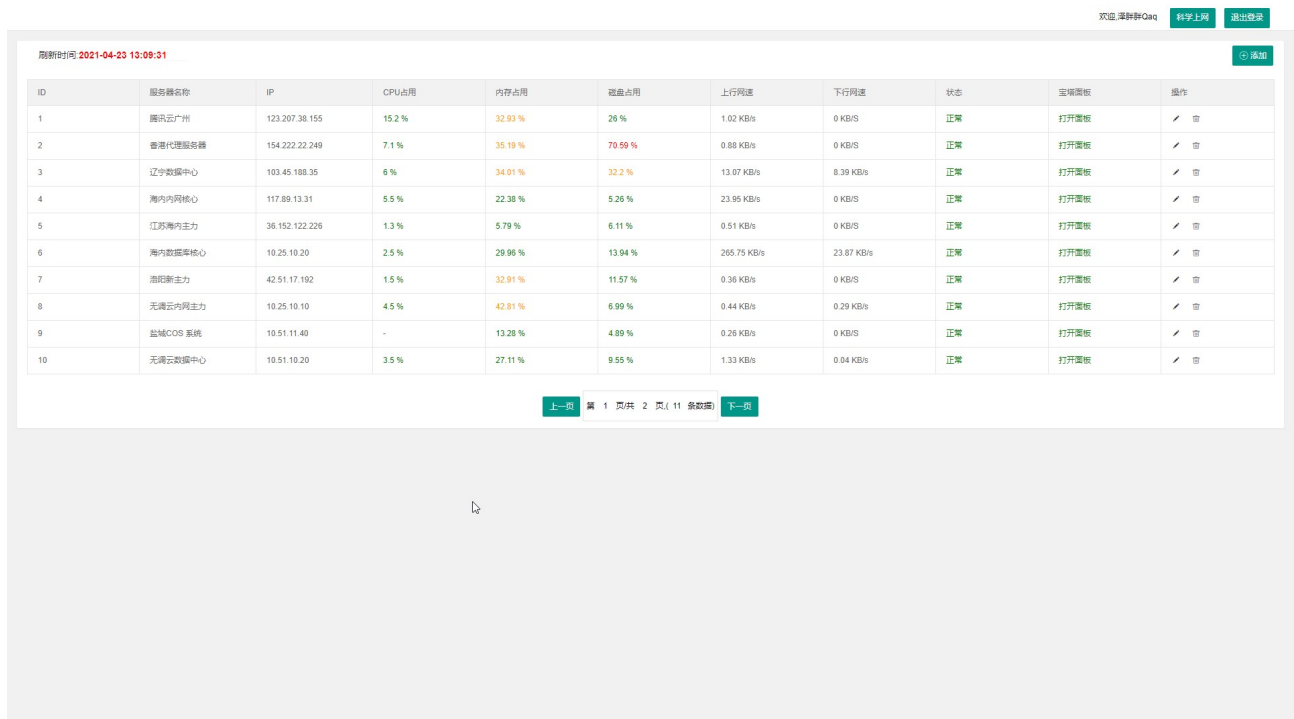 欢迎,泽群群Qaq 科学上网 退出登录
刷新时间:2021-04-23 13:09:31 添加
ID 服务器名称 IP CPU占用 内存占用 磁盘占用 上行网速 下行网速 状态 宝塔面板 操作
1 腾讯云广州 123.207.38.155 15.2 % 32.93 % 26 % 1.02 KB/s 0 KB/S 正常 打开面板
2 香港代理服务器 154.222.22.249 7.1 % 35.19 % 70.59 % 0.88 KB/s 0 KB/S 正常 打开面板
3 辽宁数据中心 103.45.188.35 6 % 34.01 % 32.2 % 13.07 KB/s 8.39 KB/s 正常 打开面板
4 海内内网核心 117.89.13.31 5.5 % 22.38 % 5.26 % 23.95 KB/s 0 KB/S 正常 打开面板
5 江苏海内主力 36.152.122.226 1.3 % 5.79 % 6.11 % 0.51 KB/s 0 KB/S 正常 打开面板
6 海内数据库核心 10.25.10.20 2.5 % 29.96 % 13.94 % 265.75 KB/s 23.87 KB/s 正常 打开面板
7 洛阳新主力 42.51.17.192 1.5 % 32.91 % 11.57 % 0.36 KB/s 0 KB/S 正常 打开面板
8 无谓云内网主力 10.25.10.10 4.5 % 42.81 % 6.99 % 0.44 KB/s 0.29 KB/s 正常 打开面板
9 盐城COS 系统 10.51.11.40 - 13.28 % 4.89 % 0.26 KB/s 0 KB/S 正常 打开面板
10 无谓云数据中心 10.51.10.20 3.5 % 27.11 % 9.55 % 1.33 KB/s 0.04 KB/s 正常 打开面板
上一页 第 1 页/共 2 页,( 11 条数据) 下一页